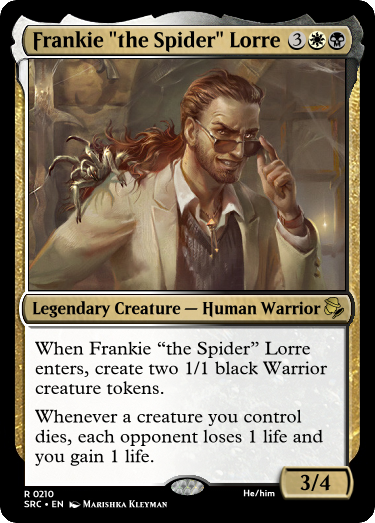 Frankie "the Spider" Lorre 3
Legendary Creature — Human Warrior
When Frankie “the Spider” Lorre
enters, create two 1/1 black Warrior
creature tokens.
Whenever a creature you control
dies, each opponent loses 1 life and
you gain 1 life.
3/4
R 0210
SRC • EN Marishka Kleyman
He/him